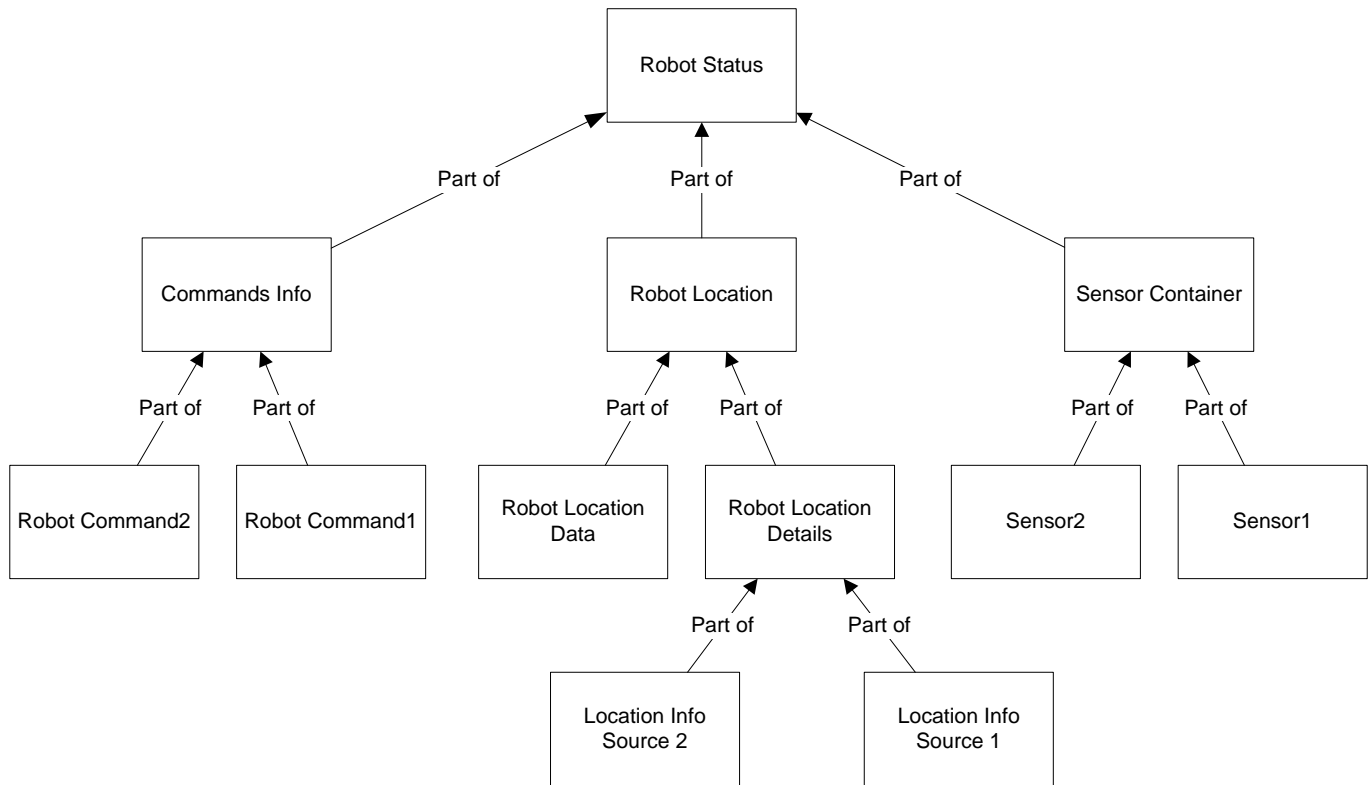 Robot Status
Part of
Part of
Part of
Commands Info
Robot Location
Sensor Container
Part of
Part of
Part of
Part of
Part of
Part of
Robot Command2
Robot Command1
Robot Location
Data
Robot Location
Details
Sensor2
Sensor1
Part of
Part of
Location Info
Source 2
Location Info
Source 1